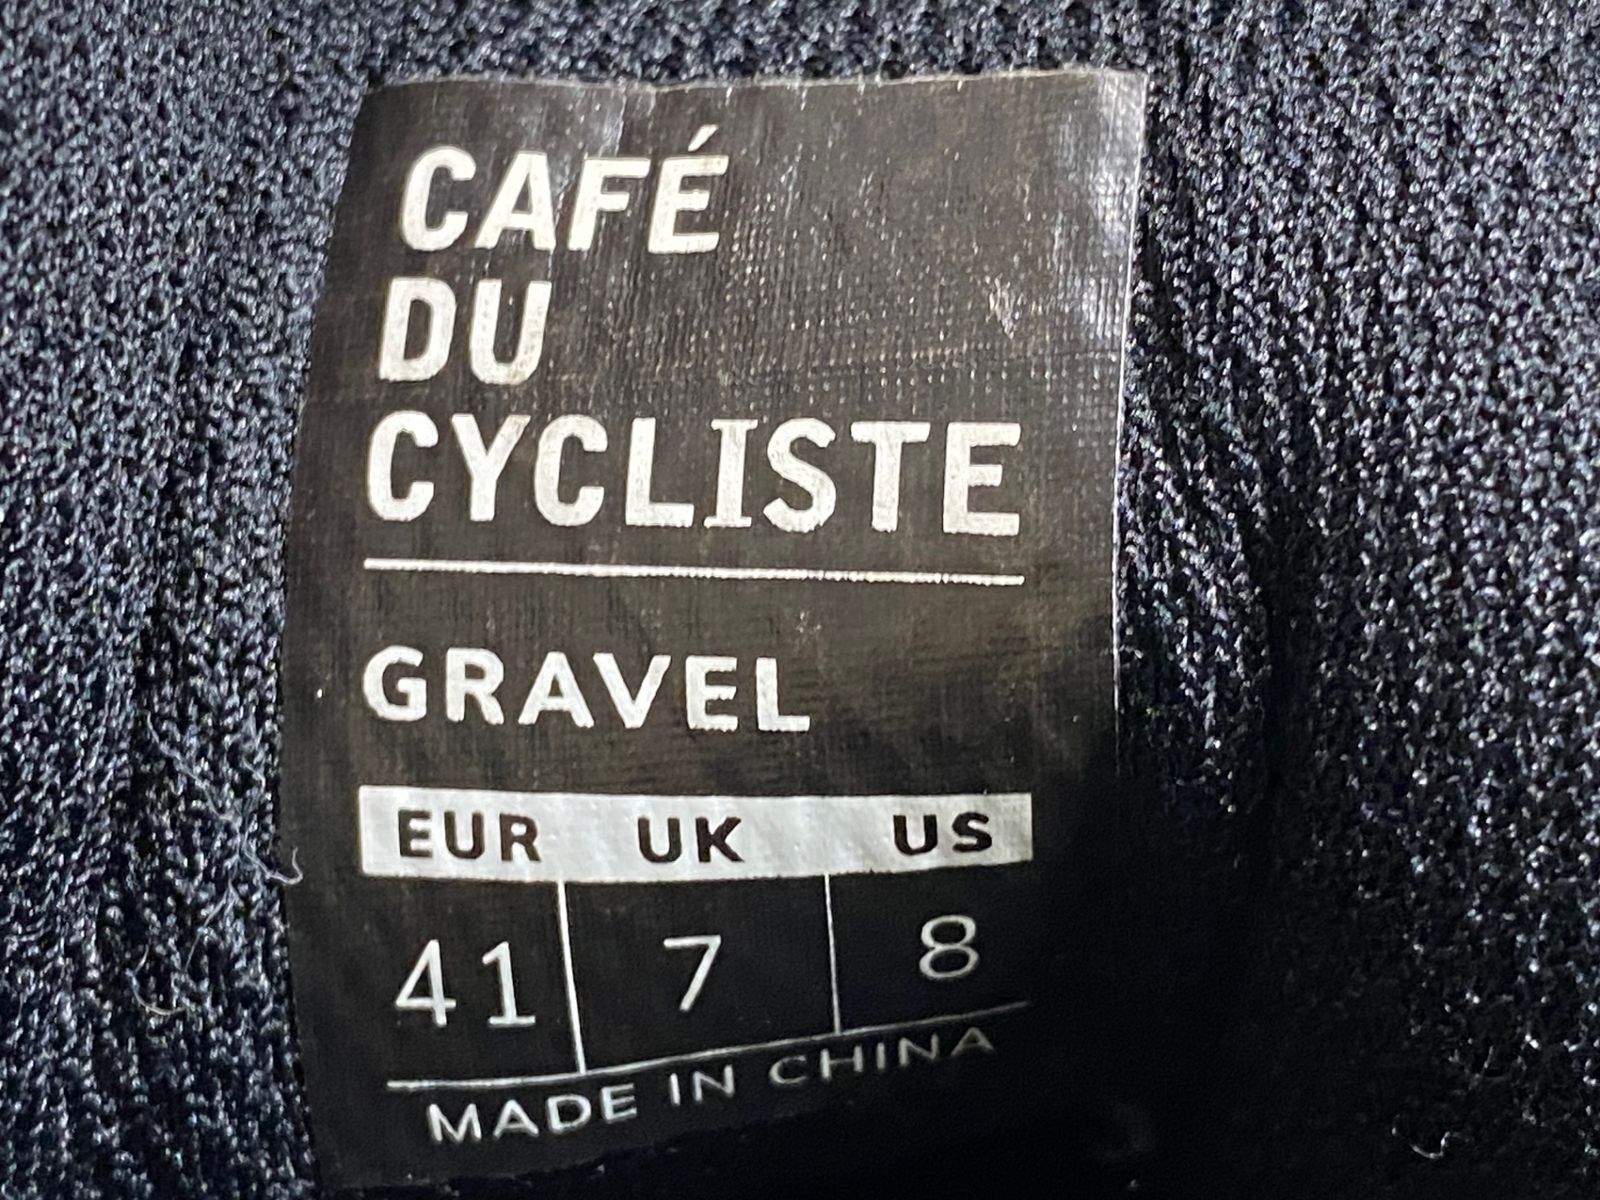 CAFÉ
DU
CYCLISTE
GRAVEL
EUR UK US
41 7 8
MADE IN CHINA